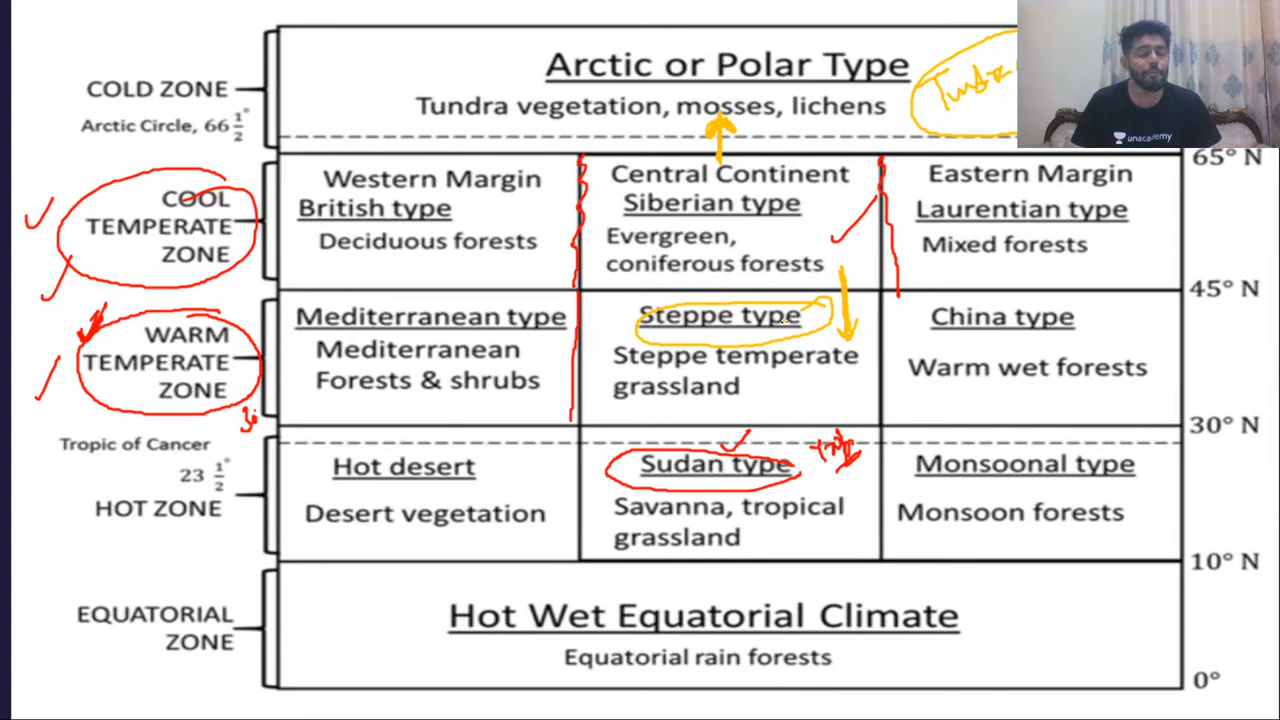 Arctic or Polar Type
Tundra
COLD ZONE
Tundra vegetation, mosses, lichens
Arctic Circle, 66 1/2°
unacademy
65° N
COOL
TEMPERATE
ZONE
Western Margin
British type
Deciduous forests
Central Continent
Siberian type
Evergreen,
coniferous forests
Eastern Margin
Laurentian type
Mixed forests
45° N
WARM
TEMPERATE
ZONE
Mediterranean type
Mediterranean
Forests & shrubs
Steppe type
Steppe temperate
grassland
China type
Warm wet forests
30
30° N
Tropic of Cancer
23 1/2°
HOT ZONE
Hot desert
Desert vegetation
Sudan type
Savanna, tropical
grassland
Monsoonal type
Monsoon forests
10° N
EQUATORIAL
ZONE
Hot Wet Equatorial Climate
Equatorial rain forests
0°